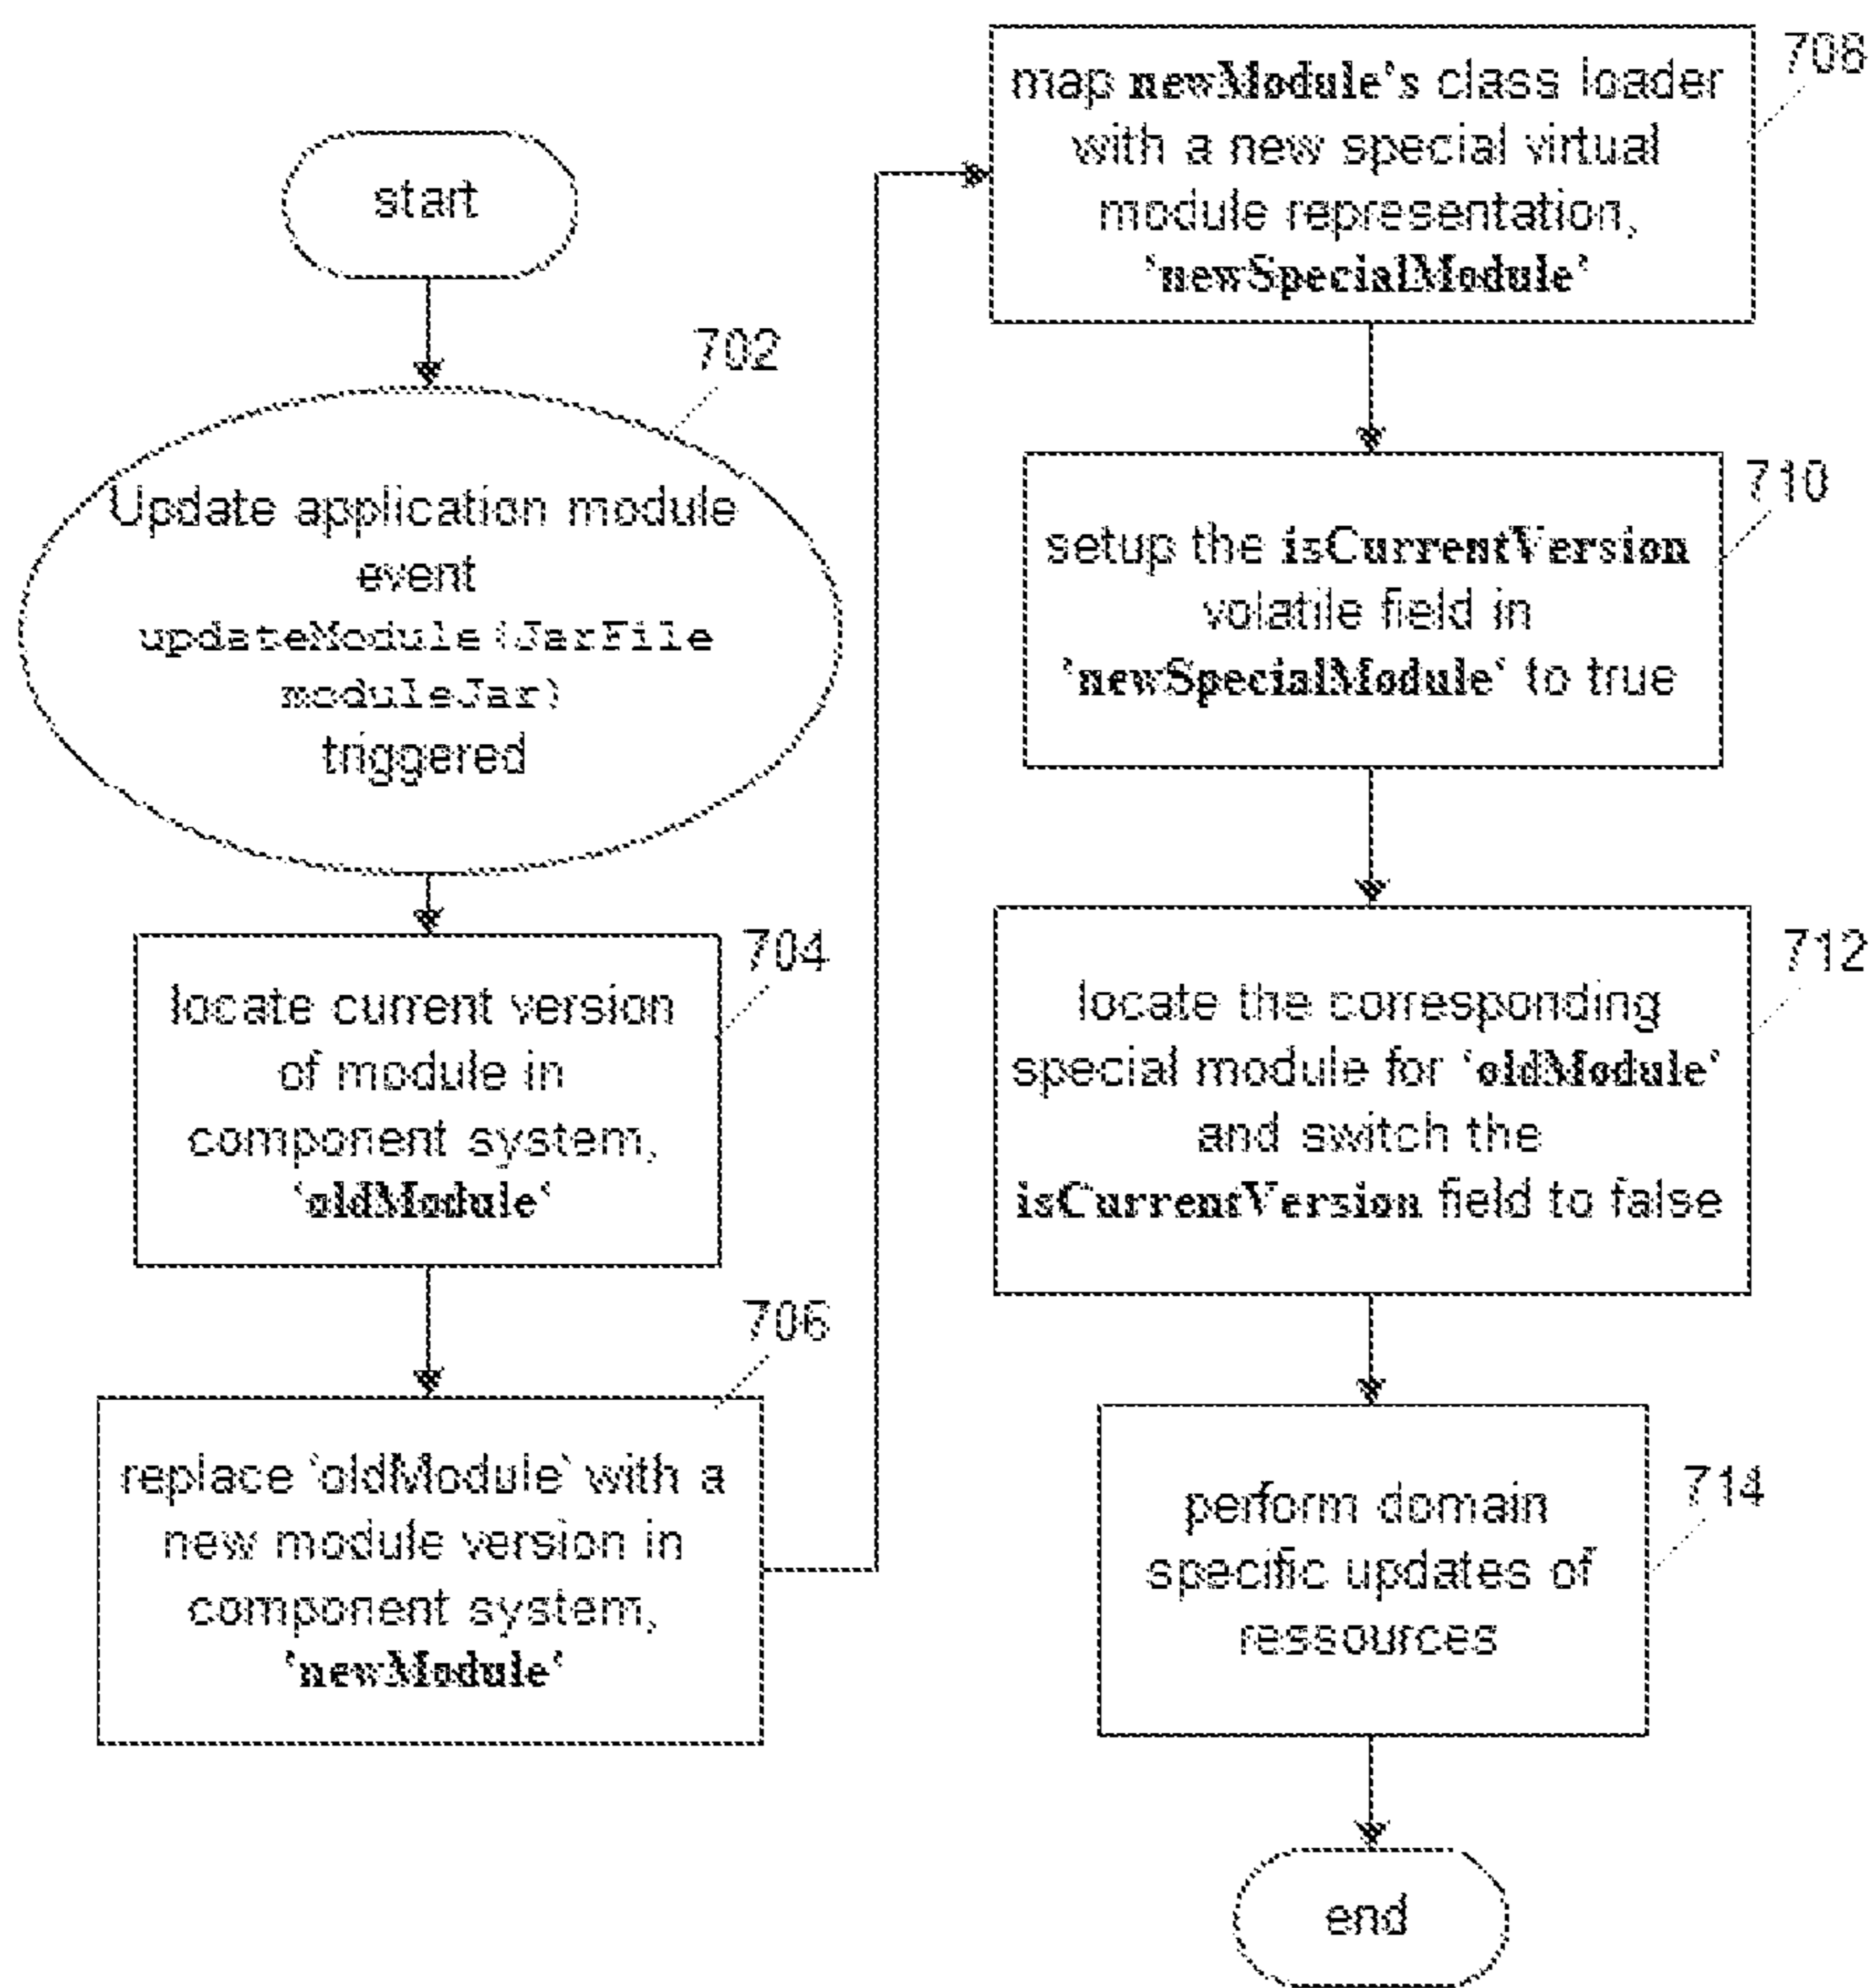 start
702
Update application module
event
updateModule(JarFile
moduleJar)
triggered
704
locate current version
of module in
component system,
'oldModule'
706
replace 'oldModule' with a
new module version in
component system,
'newModule'
708
map newModule's class loader
with a new special virtual
module representation,
'newSpecialModule'
710
setup the isCurrentVersion
volatile field in
'newSpecialModule' to true
712
locate the corresponding
special module for 'oldModule'
and switch the
isCurrentVersion field to false
714
perform domain
specific updates of
ressources
end